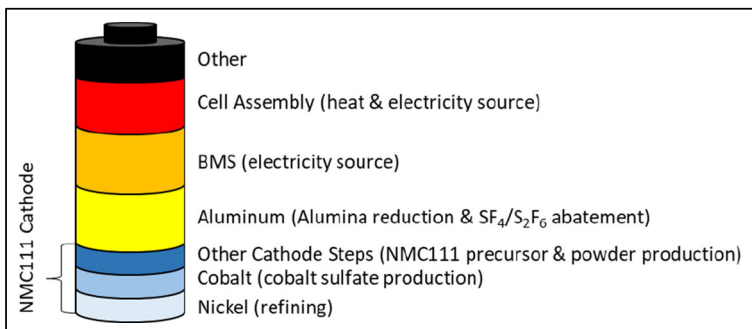 Other
Cell Assembly (heat & electricity source)
BMS (electricity source)
Aluminum (Alumina reduction & SF₄/S₂F₆ abatement)
Other Cathode Steps (NMC111 precursor & powder production)
Cobalt (cobalt sulfate production)
Nickel (refining)
NMC111 Cathode